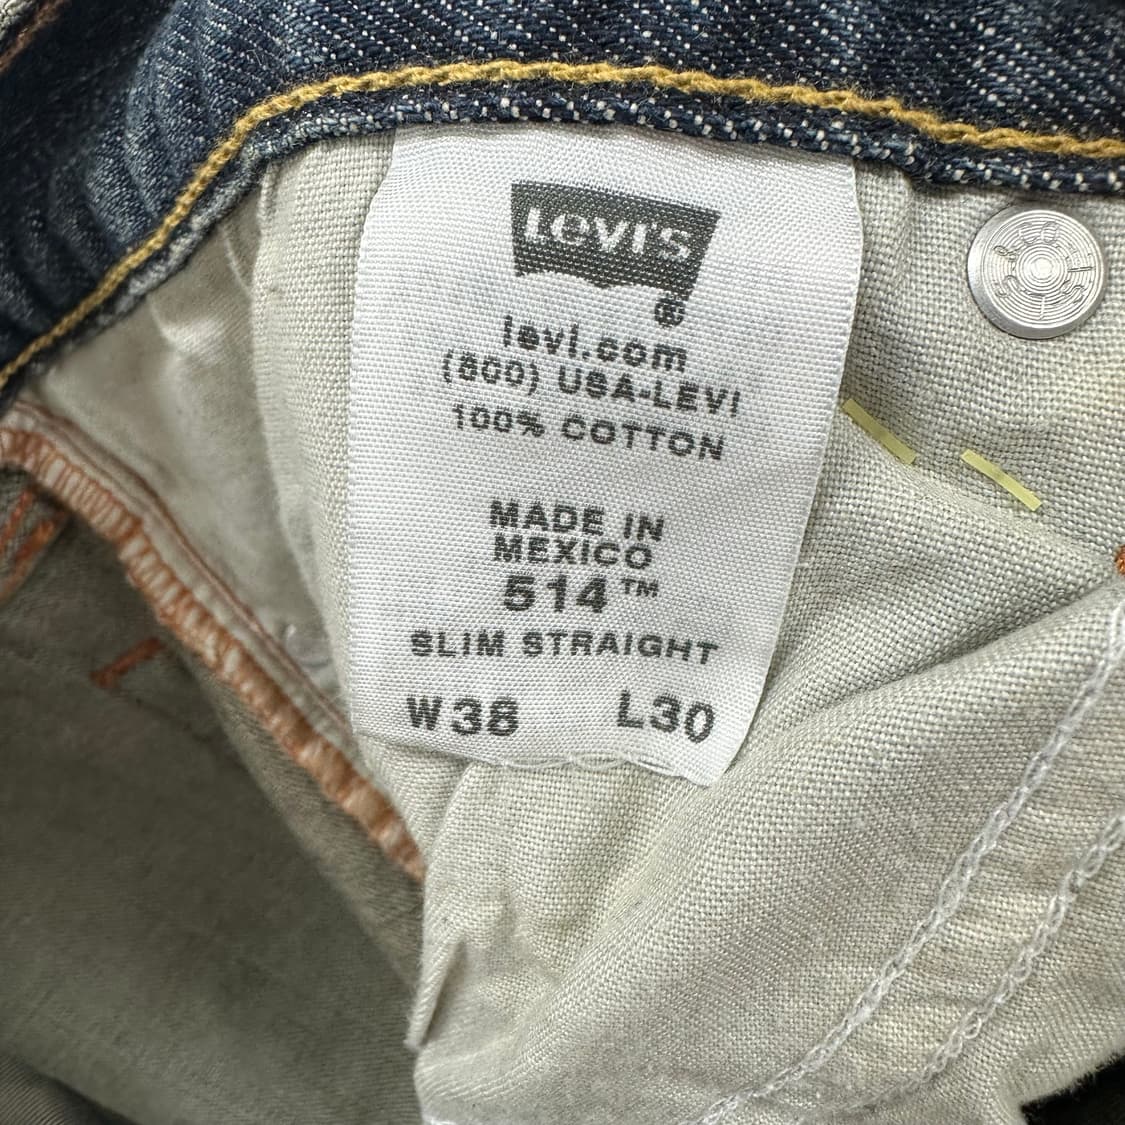 LEVI'S
®
levi.com
(800) USA-LEVI
100% COTTON
MADE IN
MEXICO
514™
SLIM STRAIGHT
W38 L30